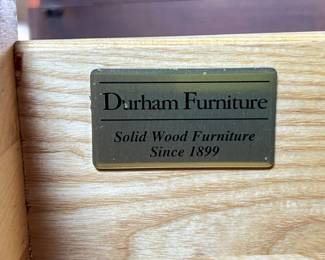 Durham Furniture
Solid Wood Furniture
Since 1899